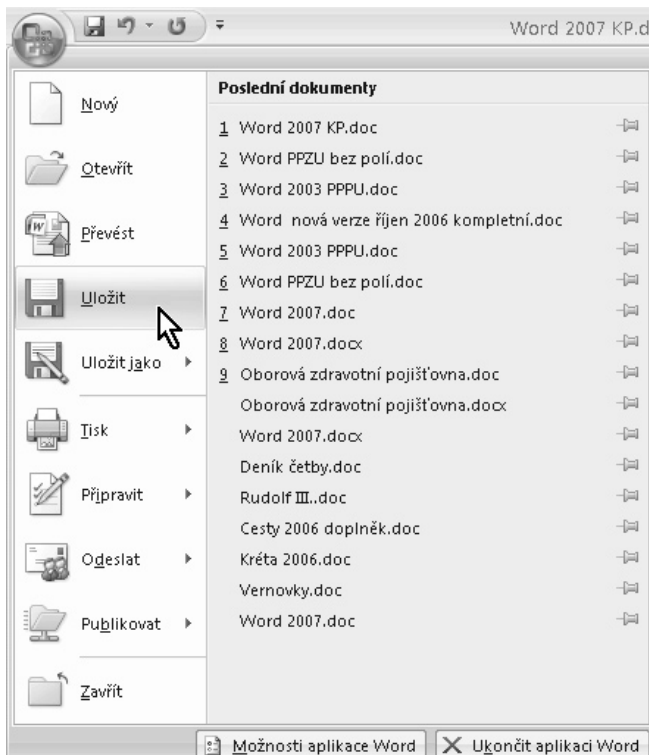 Word 2007 KP.d
Nový
Otevřít
Převést
Uložit
Uložit jako
Tisk
Připravit
Odeslat
Publikovat
Zavřít
Poslední dokumenty
1 Word 2007 KP.doc
2 Word PPZU bez polí.doc
3 Word 2003 PPPU.doc
4 Word nová verze říjen 2006 kompletní.doc
5 Word 2003 PPPU.doc
6 Word PPZU bez polí.doc
7 Word 2007.doc
8 Word 2007.docx
9 Oborová zdravotní pojišťovna.doc
Oborová zdravotní pojišťovna.docx
Word 2007.docx
Deník četby.doc
Rudolf III..doc
Cesty 2006 doplněk.doc
Kréta 2006.doc
Vernovky.doc
Word 2007.doc
Možnosti aplikace Word
Ukončit aplikaci Word